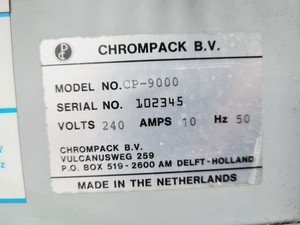 CHROMPACK B.V.
MODEL NO. CP-9000
SERIAL NO. 102345
VOLTS 240 AMPS 10 Hz 50
CHROMPACK B.V.
VULCANUSWEG 259
P.O. BOX 519 - 2600 AM DELFT - HOLLAND
MADE IN THE NETHERLANDS